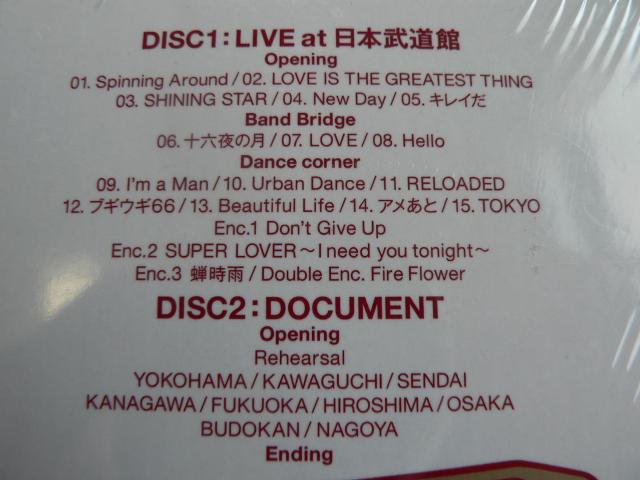 DISC1: LIVE at 日本武道館
Opening
01. Spinning Around / 02. LOVE IS THE GREATEST THING
03. SHINING STAR / 04. New Day / 05. キレイだ
Band Bridge
06. 十六夜の月 / 07. LOVE / 08. Hello
Dance corner
09. I'm a Man / 10. Urban Dance / 11. RELOADED
12. ブギウギ66 / 13. Beautiful Life / 14. アメあと / 15. TOKYO
Enc.1 Don't Give Up
Enc.2 SUPER LOVER～I need you tonight～
Enc.3 蝉時雨 / Double Enc. Fire Flower
DISC2: DOCUMENT
Opening
Rehearsal
YOKOHAMA / KAWAGUCHI / SENDAI
KANAGAWA / FUKUOKA / HIROSHIMA / OSAKA
BUDOKAN / NAGOYA
Ending